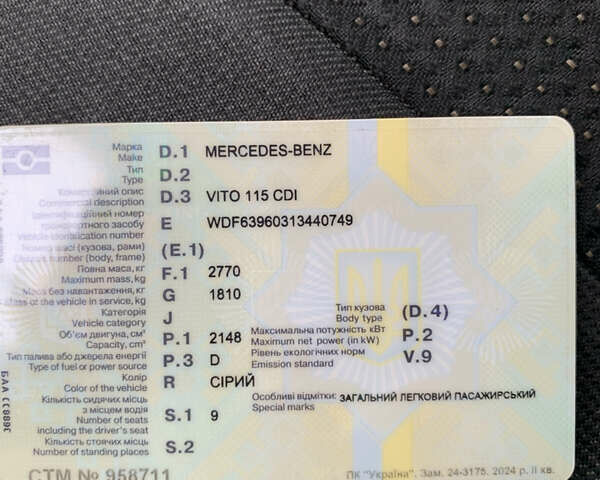 Марка
Make D.1 MERCEDES-BENZ
Тип
Type D.2
Комерційний опис
Commercial description D.3 VITO 115 CDI
Ідентифікаційний номер
транспортного засобу E WDF63960313440749
Vehicle identification number
Номер шасі (кузова, рами) (E.1)
Chassis number (body, frame)
Повна маса, кг
Maximum mass, kg F.1 2770
Маса без навантаження, кг
Mass of the vehicle in service, kg G 1810
Категорія
Vehicle category J
Тип кузова
Body type (D.4)
Об'єм двигуна, см³
Capacity, cm³ P.1 2148
Максимальна потужність кВт
Maximum net power (in kW) P.2
Тип палива або джерела енергії
Type of fuel or power source P.3 D
Рівень екологічних норм
Emission standard V.9
Колір
Color of the vehicle R СІРИЙ
Особливі відмітки: ЗАГАЛЬНИЙ ЛЕГКОВИЙ ПАСАЖИРСЬКИЙ
Special marks
Кількість сидячих місць
з місцем водія
Number of seats S.1 9
including the driver's seat
Кількість стоячих місць
Number of standing places S.2
СТМ № 958711
ПК "Україна". Зам. 24-3175. 2024 р. II кв.